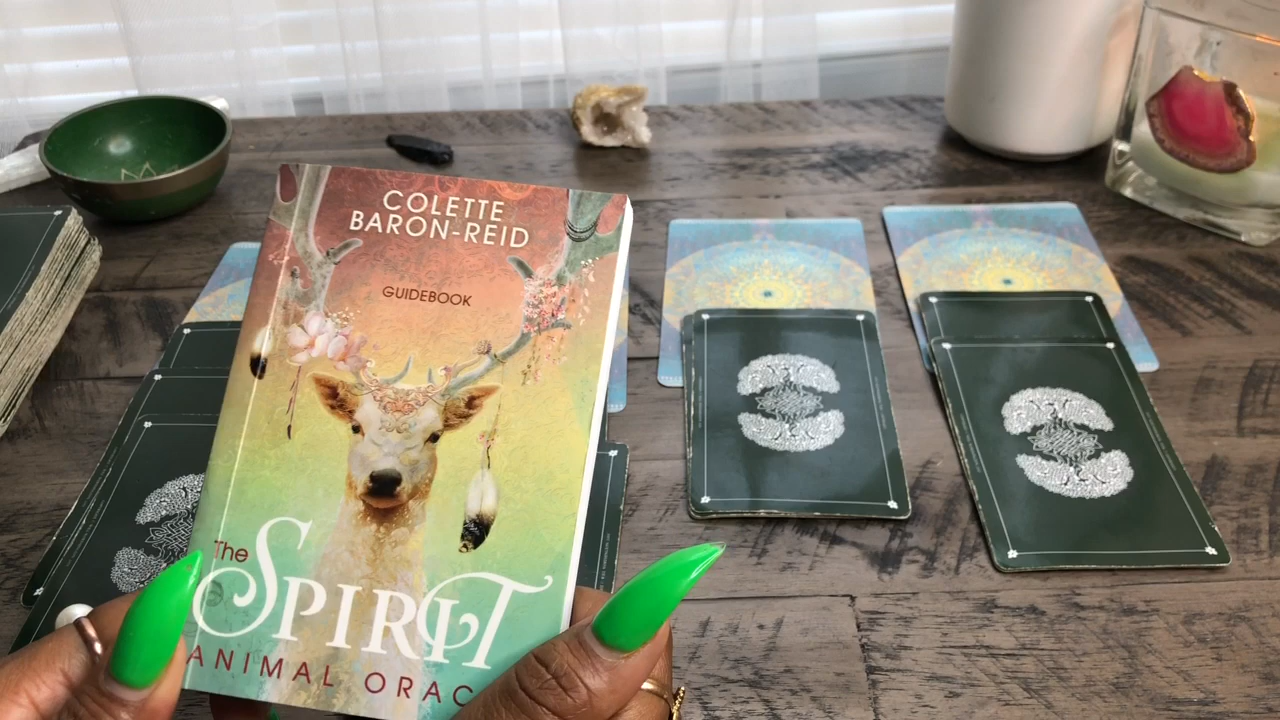 COLETTE
BARON-REID
GUIDEBOOK
The
SPIRIT
ANIMAL ORAC